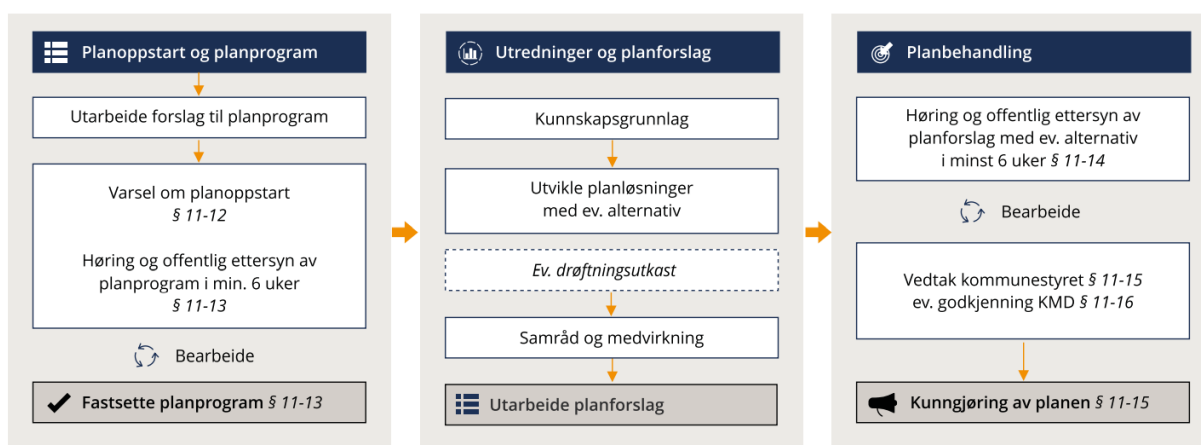 Planoppstart og planprogram
Utarbeide forslag til planprogram
Varsel om planoppstart
§ 11-12
Høring og offentlig ettersyn av
planprogram i min. 6 uker
§ 11-13
Bearbeide
Fastsette planprogram § 11-13
Utredninger og planforslag
Kunnskapsgrunnlag
Utvikle planløsninger
med ev. alternativ
Ev. drøftningsutkast
Samråd og medvirkning
Utarbeide planforslag
Planbehandling
Høring og offentlig ettersyn av
planforslag med ev. alternativ
i minst 6 uker § 11-14
Bearbeide
Vedtak kommunestyret § 11-15
ev. godkjenning KMD § 11-16
Kunngjøring av planen § 11-15